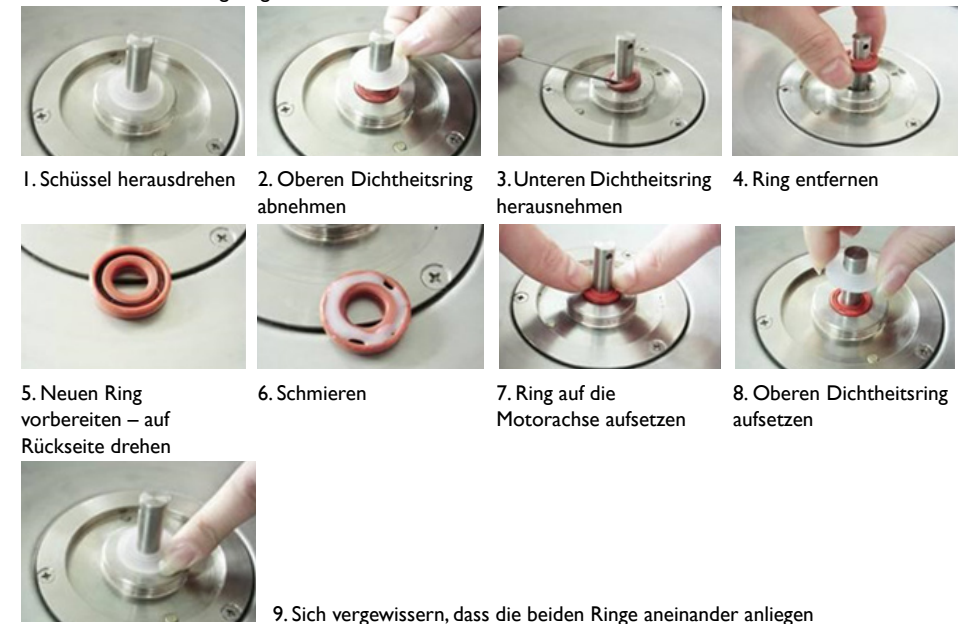 1. Schüssel herausdrehen
2. Oberen Dichtheitsring
abnehmen
3.Unteren Dichtheitsring
herausnehmen
4. Ring entfernen
5. Neuen Ring
vorbereiten – auf
Rückseite drehen
6. Schmieren
7. Ring auf die
Motorachse aufsetzen
8. Oberen Dichtheitsring
aufsetzen
9. Sich vergewissern, dass die beiden Ringe aneinander anliegen